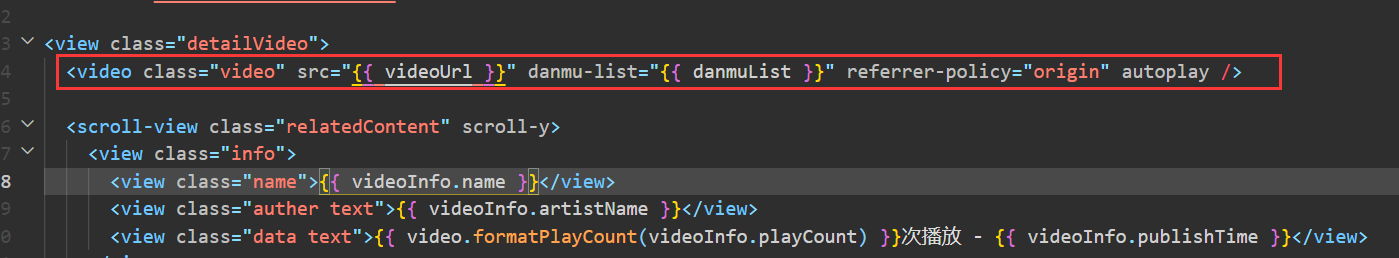 2
3 <view class="detailVideo">
4 <video class="video" src="{{ videoUrl }}" danmu-list="{{ danmuList }}" referrer-policy="origin" autoplay />
5
6 <scroll-view class="relatedContent" scroll-y>
7 <view class="info">
8 <view class="name">{{ videoInfo.name }}</view>
9 <view class="auther text">{{ videoInfo.artistName }}</view>
0 <view class="data text">{{ video.formatPlayCount(videoInfo.playCount) }}次播放 - {{ videoInfo.publishTime }}</view>